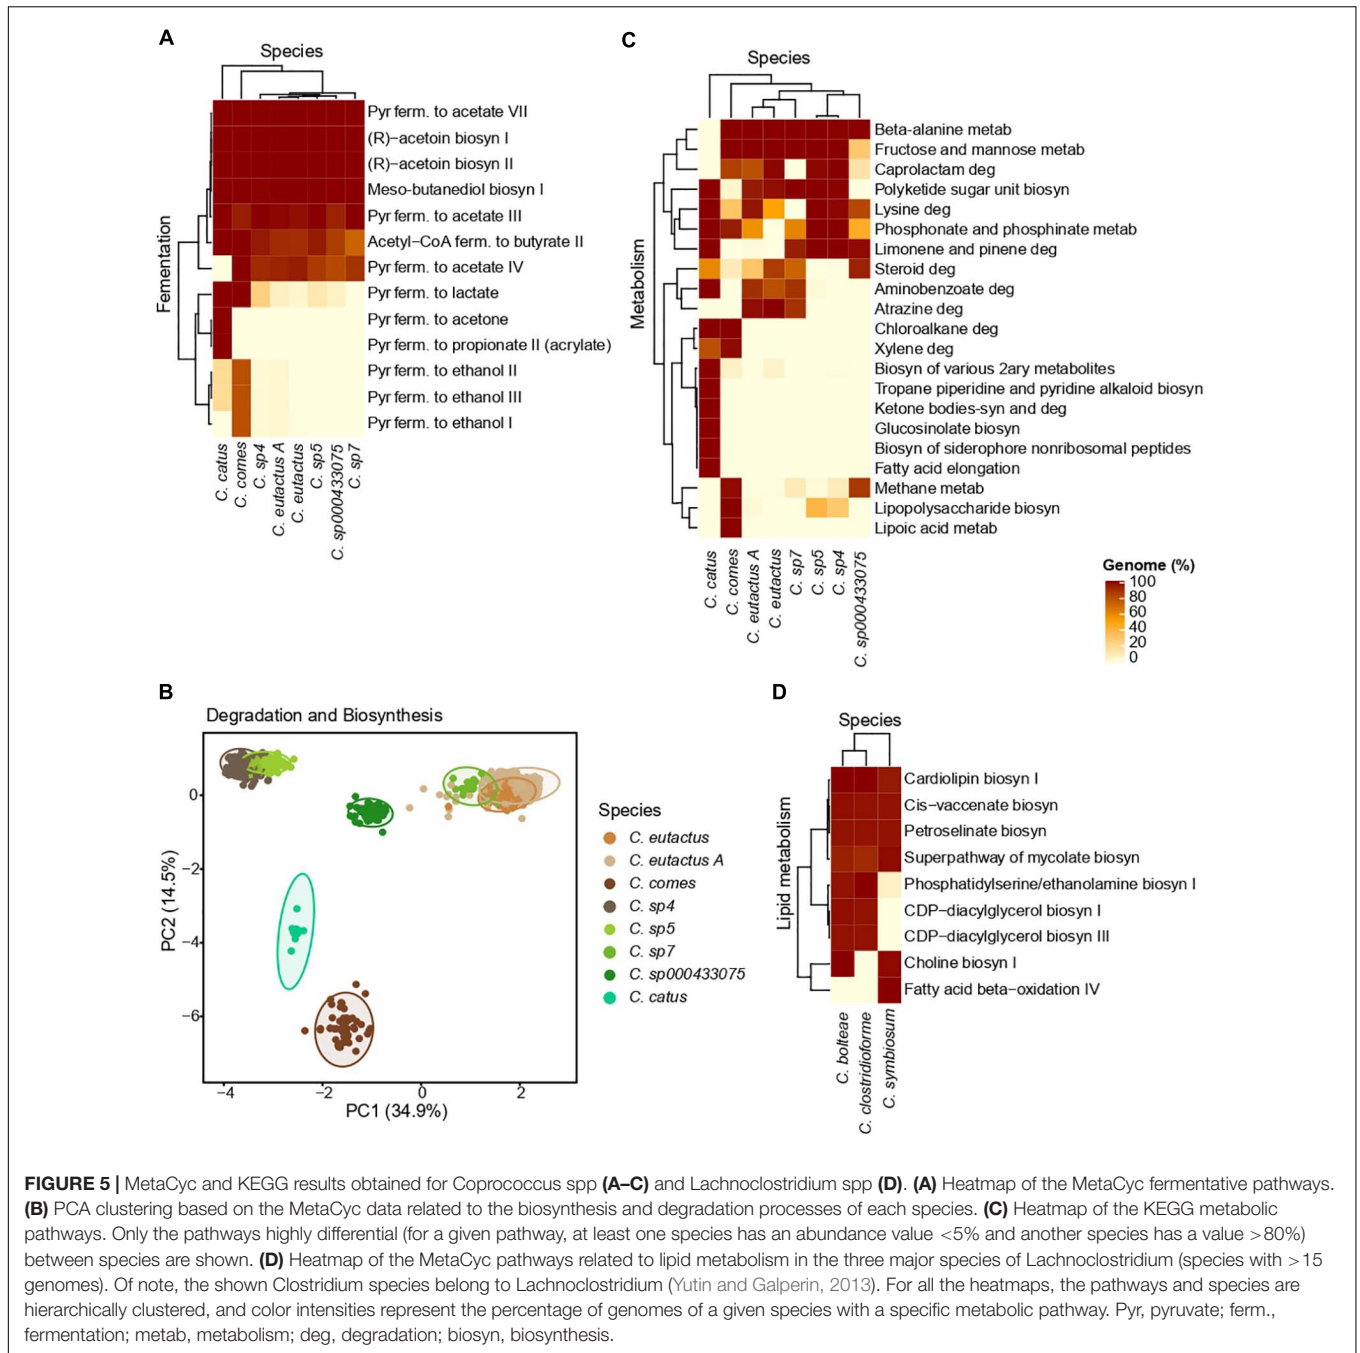 A
Species
Fermentation
Pyr ferm. to acetate VII
(R)−acetoin biosyn I
(R)−acetoin biosyn II
Meso-butanediol biosyn I
Pyr ferm. to acetate III
Acetyl−CoA ferm. to butyrate II
Pyr ferm. to acetate IV
Pyr ferm. to lactate
Pyr ferm. to acetone
Pyr ferm. to propionate II (acrylate)
Pyr ferm. to ethanol II
Pyr ferm. to ethanol III
Pyr ferm. to ethanol I
C. catus
C. comes
C. sp4
C. eutactus A
C. eutactus
C. sp5
C. sp000433075
C. sp7
C
Species
Metabolism
Beta-alanine metab
Fructose and mannose metab
Caprolactam deg
Polyketide sugar unit biosyn
Lysine deg
Phosphonate and phosphinate metab
Limonene and pinene deg
Steroid deg
Aminobenzoate deg
Atrazine deg
Chloroalkane deg
Xylene deg
Biosyn of various 2ary metabolites
Tropane piperidine and pyridine alkaloid biosyn
Ketone bodies-syn and deg
Glucosinolate biosyn
Biosyn of siderophore nonribosomal peptides
Fatty acid elongation
Methane metab
Lipopolysaccharide biosyn
Lipoic acid metab
C. catus
C. comes
C. eutactus A
C. eutactus
C. sp7
C. sp5
C. sp4
C. sp000433075
Genome (%)
100
80
60
40
20
0
B
Degradation and Biosynthesis
PC2 (14.5%)
0
−2
−4
−6
−4
−2
0
2
PC1 (34.9%)
Species
C. eutactus
C. eutactus A
C. comes
C. sp4
C. sp5
C. sp7
C. sp000433075
C. catus
D
Species
Lipid metabolism
Cardiolipin biosyn I
Cis−vaccenate biosyn
Petroselinate biosyn
Superpathway of mycolate biosyn
Phosphatidylserine/ethanolamine biosyn I
CDP−diacylglycerol biosyn I
CDP−diacylglycerol biosyn III
Choline biosyn I
Fatty acid beta−oxidation IV
C. bolteae
C. clostridioforme
C. symbiosum
FIGURE 5 | MetaCyc and KEGG results obtained for Coprococcus spp (A–C) and Lachnoclostridium spp (D). (A) Heatmap of the MetaCyc fermentative pathways.
(B) PCA clustering based on the MetaCyc data related to the biosynthesis and degradation processes of each species. (C) Heatmap of the KEGG metabolic
pathways. Only the pathways highly differential (for a given pathway, at least one species has an abundance value <5% and another species has a value >80%)
between species are shown. (D) Heatmap of the MetaCyc pathways related to lipid metabolism in the three major species of Lachnoclostridium (species with >15
genomes). Of note, the shown Clostridium species belong to Lachnoclostridium (Yutin and Galperin, 2013). For all the heatmaps, the pathways and species are
hierarchically clustered, and color intensities represent the percentage of genomes of a given species with a specific metabolic pathway. Pyr, pyruvate; ferm.,
fermentation; metab, metabolism; deg, degradation; biosyn, biosynthesis.